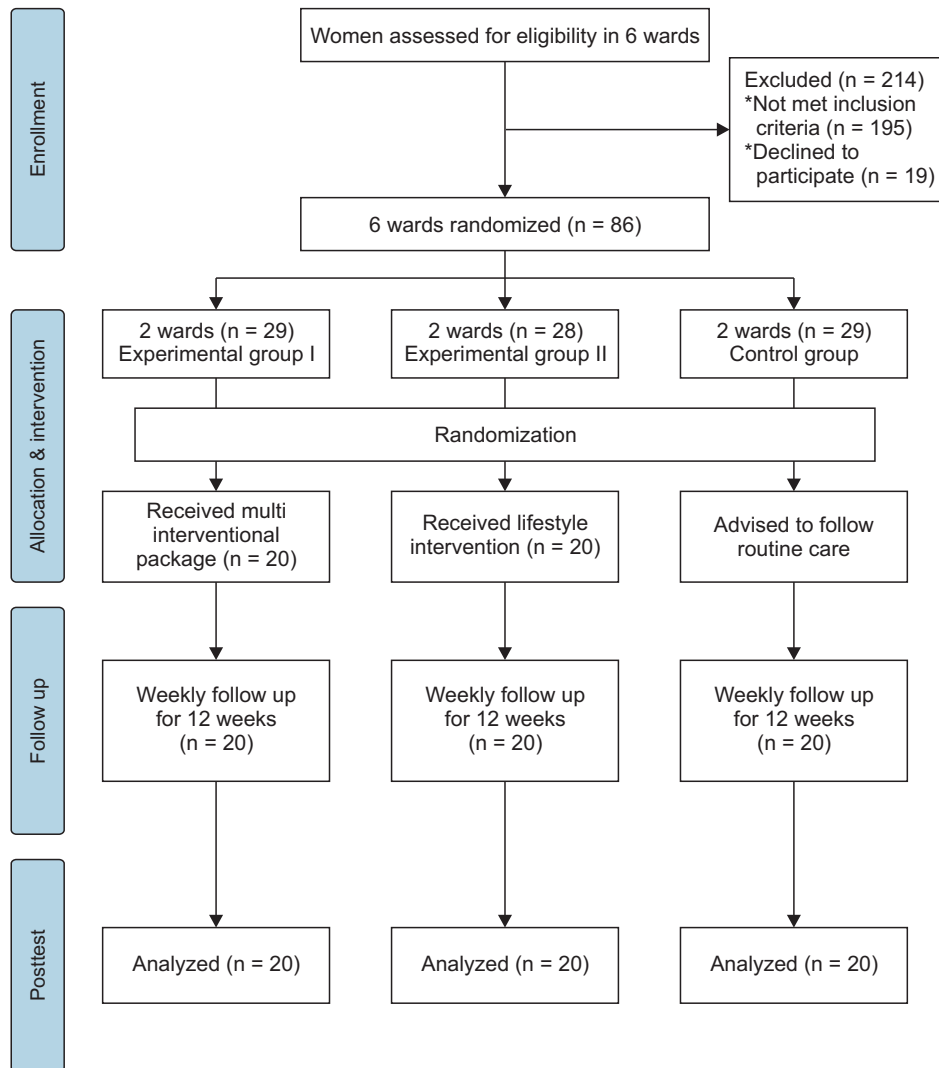 Enrollment
Women assessed for eligibility in 6 wards
Excluded (n = 214)
*Not met inclusion
criteria (n = 195)
*Declined to
participate (n = 19)
6 wards randomized (n = 86)
Allocation & intervention
2 wards (n = 29)
Experimental group I
2 wards (n = 28)
Experimental group II
2 wards (n = 29)
Control group
Randomization
Received multi
interventional
package (n = 20)
Received lifestyle
intervention (n = 20)
Advised to follow
routine care
Follow up
Weekly follow up
for 12 weeks
(n = 20)
Weekly follow up
for 12 weeks
(n = 20)
Weekly follow up
for 12 weeks
(n = 20)
Posttest
Analyzed (n = 20)
Analyzed (n = 20)
Analyzed (n = 20)